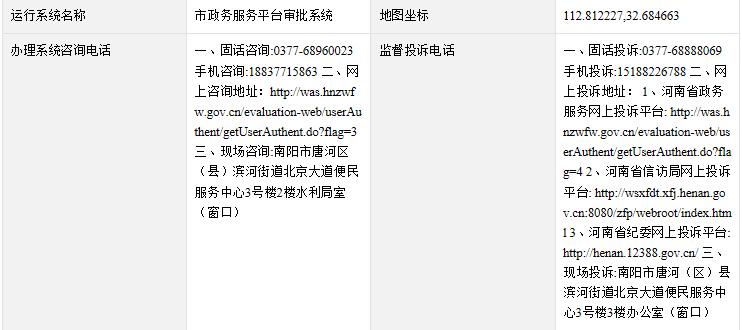 运行系统名称
市政务服务平台审批系统
地图坐标
112.812227,32.684663
办理系统咨询电话
一、固话咨询:0377-68960023
手机咨询:18837715863 二、网
上咨询地址：http://was.hnzwf
w.gov.cn/evaluation-web/userAu
thent/getUserAuthent.do?flag=3
三、现场咨询:南阳市唐河区
（县）滨河街道北京大道便民
服务中心3号楼2楼水利局室
（窗口）
监督投诉电话
一、固话投诉:0377-68888069
手机投诉:15188226788 二、网
上投诉地址： 1、河南省政务
服务网上投诉平台: http://was.h
nzwfw.gov.cn/evaluation-web/us
erAuthent/getUserAuthent.do?fla
g=4 2、河南省信访局网上投诉
平台: http://wsxfdt.xfj.henan.go
v.cn:8080/zfp/webroot/index.htm
l 3、河南省纪委网上投诉平台:
http://henan.12388.gov.cn/ 三、
现场投诉:南阳市唐河（区）县
滨河街道北京大道便民服务中
心3号楼3楼办公室（窗口）